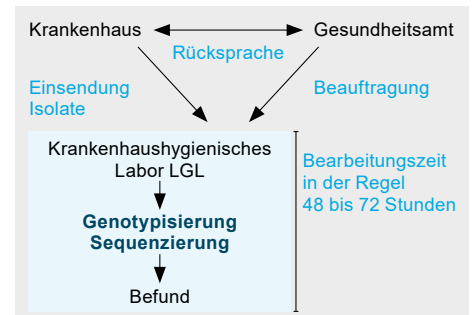 Krankenhaus
Gesundheitsamt
Rücksprache
Einsendung
Isolate
Beauftragung
Krankenhaushygienisches
Labor LGL
Genotypisierung
Sequenzierung
Befund
Bearbeitungszeit
in der Regel
48 bis 72 Stunden